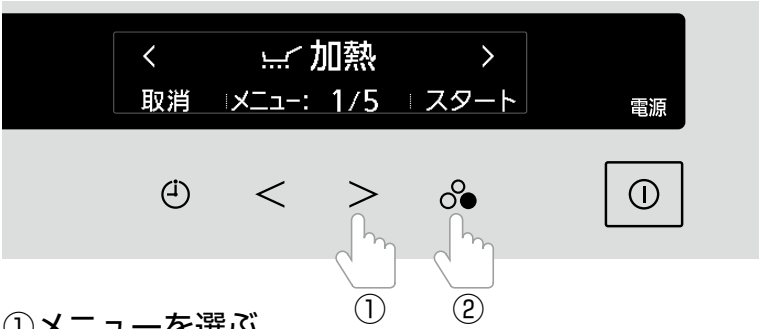 < 加熱 >
取消 メニュー: 1/5 スタート
電源
< >
① ②
①メニューを選ぶ